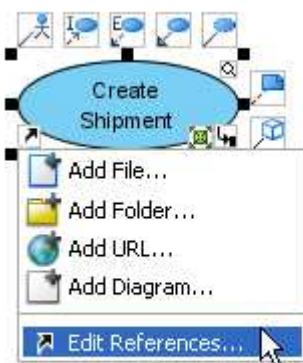 I
E
Create
Shipment
Add File...
Add Folder...
Add URL...
Add Diagram...
Edit References...